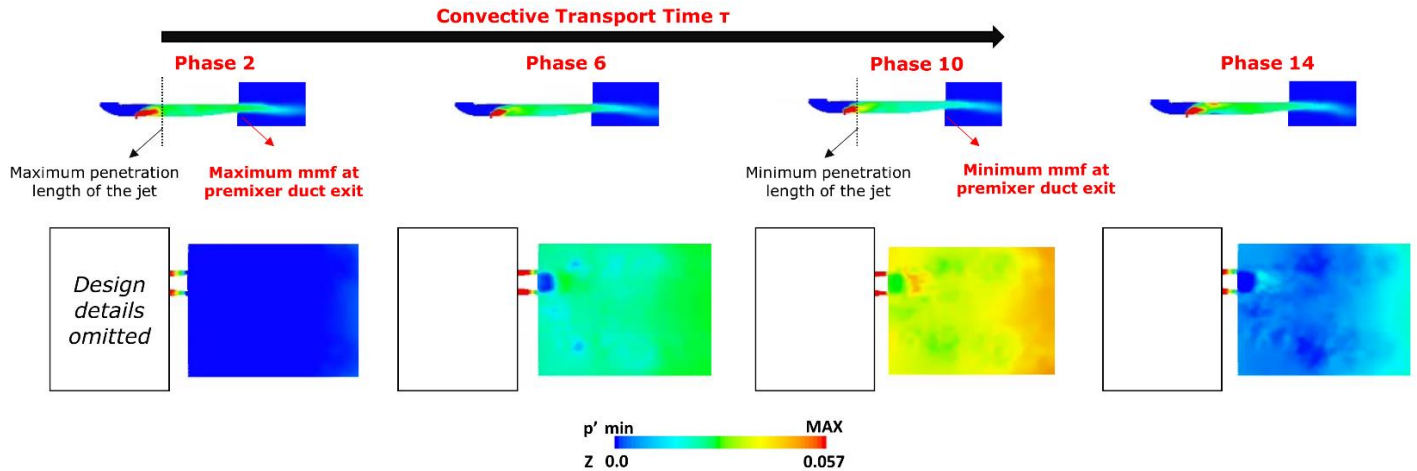 Convective Transport Time τ
Phase 2
Phase 6
Phase 10
Phase 14
Maximum penetration
length of the jet
Maximum mmf at
premixer duct exit
Minimum penetration
length of the jet
Minimum mmf at
premixer duct exit
Design
details
omitted
p' min MAX
Z 0.0 0.057